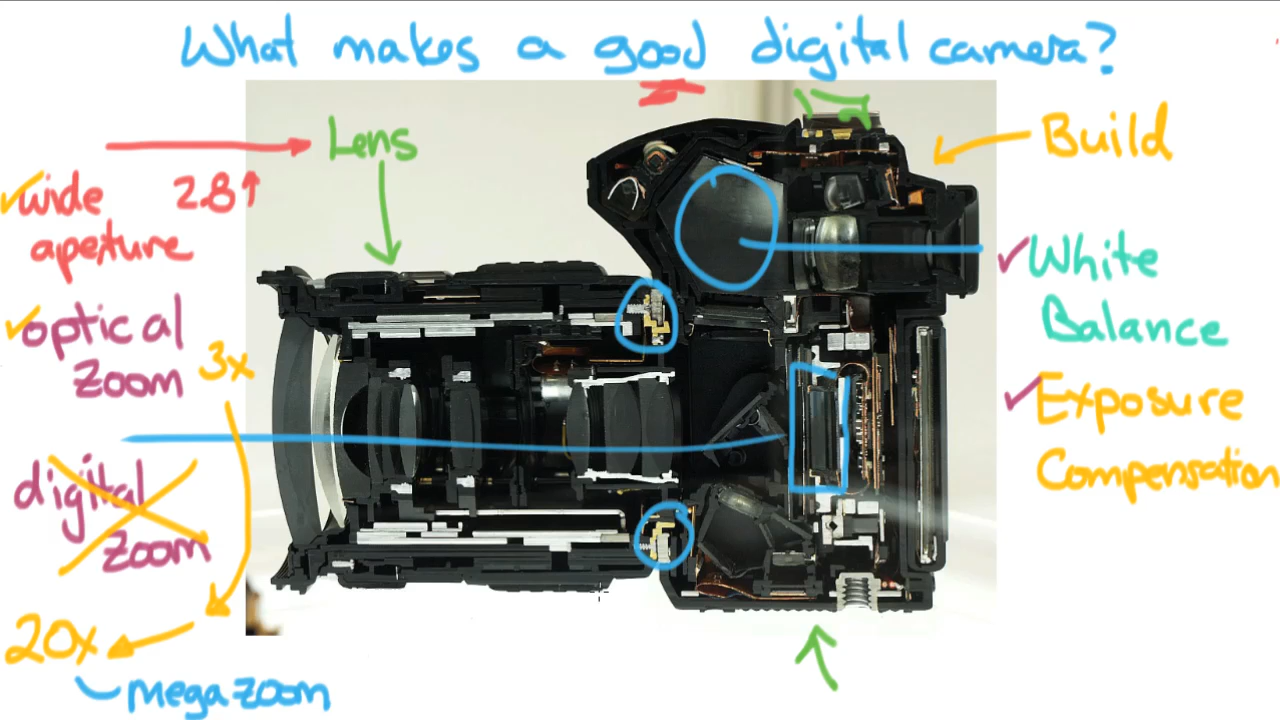 What makes a good digital camera?
Lens
Build
wide 2.8↑
aperture
White
Balance
optical
zoom 3x
Exposure
Compensation
digital
zoom
20x
megazoom